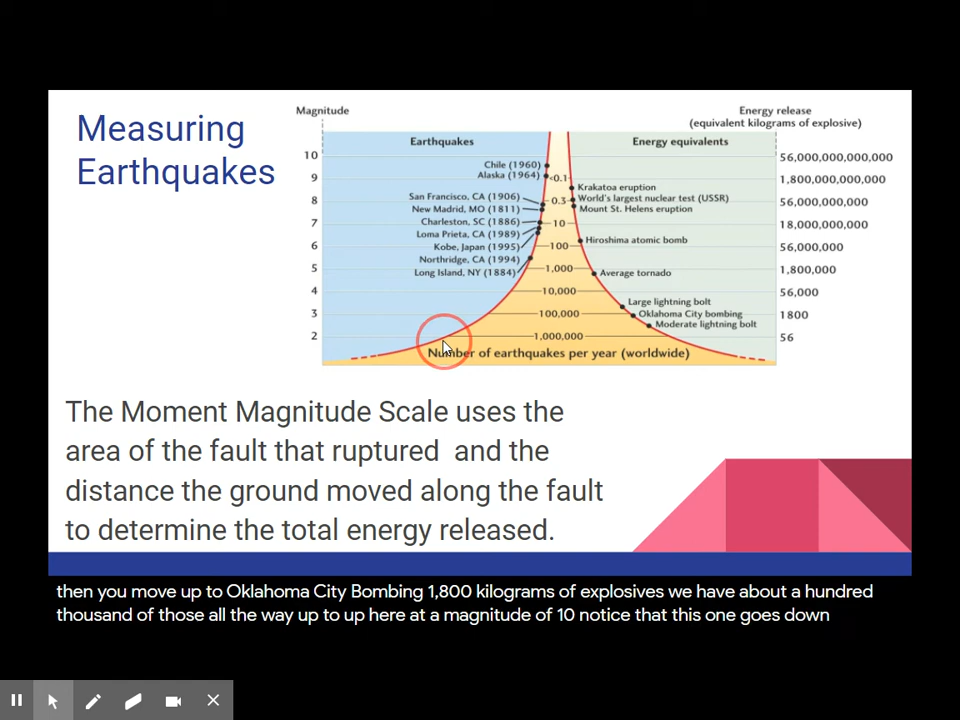 Measuring
Earthquakes
Magnitude
Energy release
(equivalent kilograms of explosive)
Earthquakes
Energy equivalents
10
56,000,000,000,000
Chile (1960)
Alaska (1964)
<0.1
9
1,800,000,000,000
Krakatoa eruption
San Francisco, CA (1906)
0.3
World's largest nuclear test (USSR)
8
56,000,000,000
New Madrid, MO (1811)
Mount St. Helens eruption
Charleston, SC (1886)
7
10
18,000,000,000
Loma Prieta, CA (1989)
Hiroshima atomic bomb
Kobe, Japan (1995)
6
100
56,000,000
Northridge, CA (1994)
5
1,000
1,800,000
Long Island, NY (1884)
Average tornado
4
10,000
56,000
Large lightning bolt
3
100,000
Oklahoma City bombing
1800
Moderate lightning bolt
2
1,000,000
56
Number of earthquakes per year (worldwide)
The Moment Magnitude Scale uses the
area of the fault that ruptured and the
distance the ground moved along the fault
to determine the total energy released.
then you move up to Oklahoma City Bombing 1,800 kilograms of explosives we have about a hundred
thousand of those all the way up to up here at a magnitude of 10 notice that this one goes down